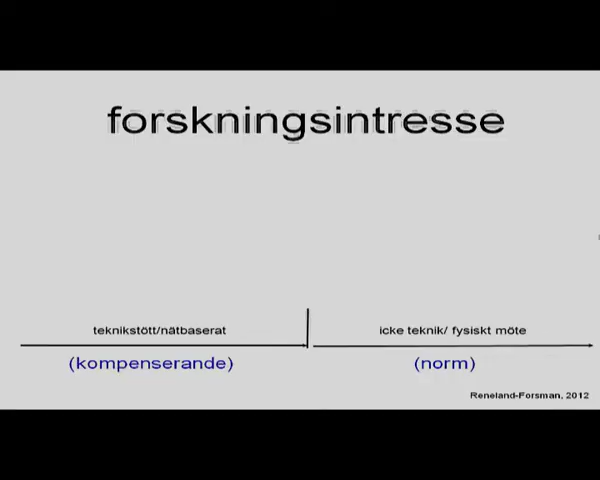 forskningsintresse
teknikstött/nätbaserat
icke teknik/ fysiskt möte
(kompenserande)
(norm)
Reneland-Forsman, 2012